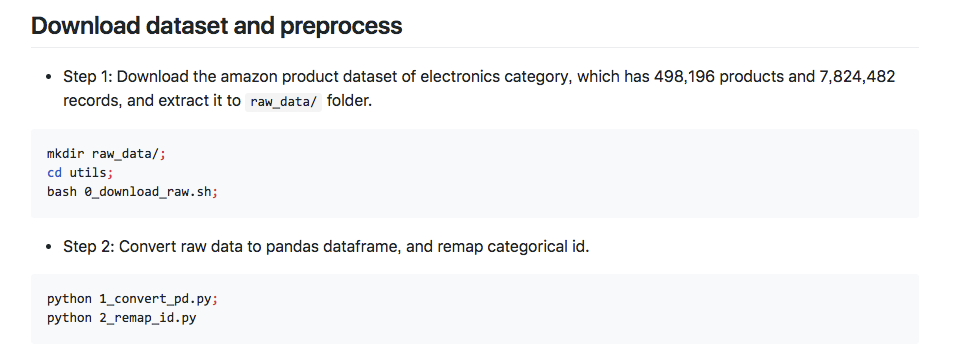 Download dataset and preprocess
• Step 1: Download the amazon product dataset of electronics category, which has 498,196 products and 7,824,482
records, and extract it to raw_data/ folder.
mkdir raw_data/;
cd utils;
bash 0_download_raw.sh;
• Step 2: Convert raw data to pandas dataframe, and remap categorical id.
python 1_convert_pd.py;
python 2_remap_id.py